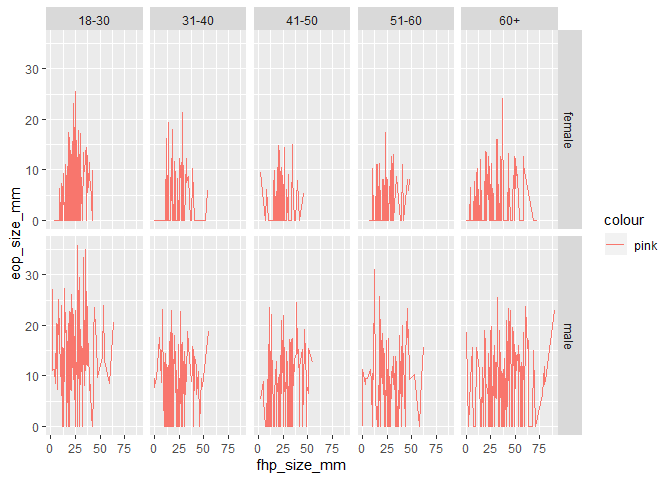 18-30 31-40 41-50 51-60 60+
30
20
10
0
female
eop_size_mm
30
20
10
0
male
0 25 50 75 0 25 50 75 0 25 50 75 0 25 50 75 0 25 50 75
fhp_size_mm
colour
pink